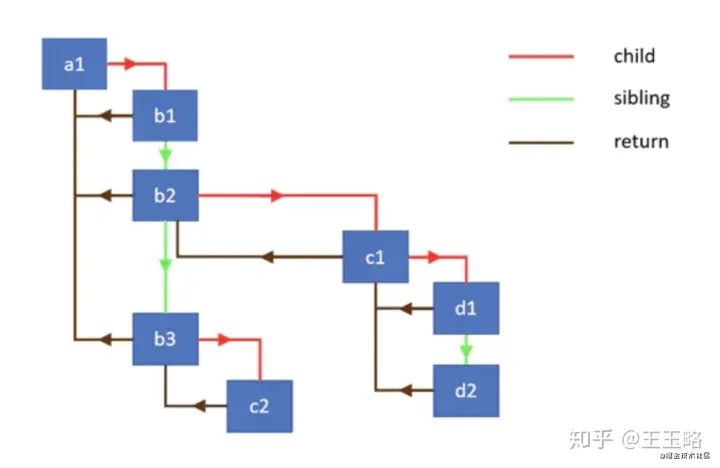 a1
child
sibling
return
b1
b2
c1
d1
b3
d2
c2
知乎 @王玉略
@稀土掘金技术社区